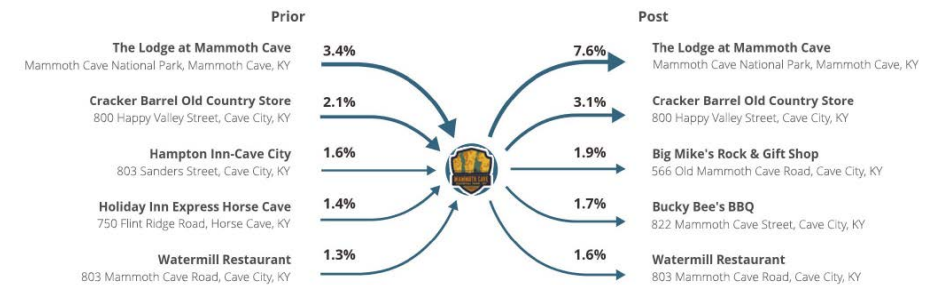 Prior
Post
The Lodge at Mammoth Cave
Mammoth Cave National Park, Mammoth Cave, KY
3.4%
7.6%
The Lodge at Mammoth Cave
Mammoth Cave National Park, Mammoth Cave, KY
Cracker Barrel Old Country Store
800 Happy Valley Street, Cave City, KY
2.1%
3.1%
Cracker Barrel Old Country Store
800 Happy Valley Street, Cave City, KY
Hampton Inn-Cave City
803 Sanders Street, Cave City, KY
1.6%
MAMMOTH CAVE
1.9%
Big Mike's Rock & Gift Shop
566 Old Mammoth Cave Road, Cave City, KY
Holiday Inn Express Horse Cave
750 Flint Ridge Road, Horse Cave, KY
1.4%
1.7%
Bucky Bee's BBQ
822 Mammoth Cave Street, Cave City, KY
Watermill Restaurant
803 Mammoth Cave Road, Cave City, KY
1.3%
1.6%
Watermill Restaurant
803 Mammoth Cave Road, Cave City, KY